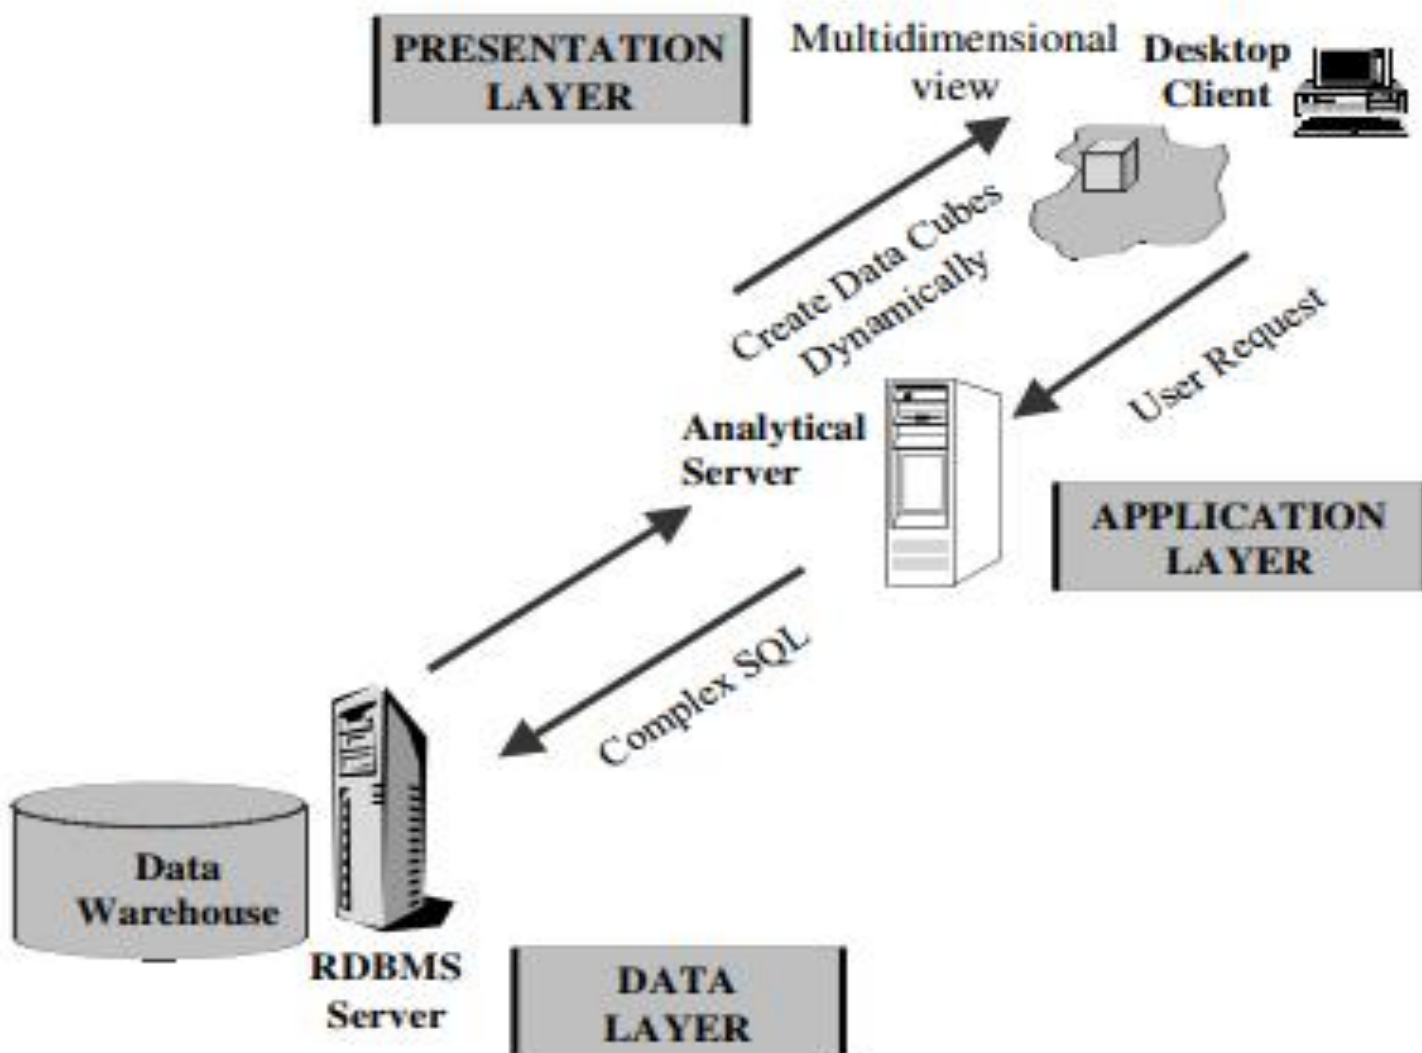 PRESENTATION
LAYER
Multidimensional
view
Desktop
Client
Create Data Cubes
Dynamically
User Request
Analytical
Server
APPLICATION
LAYER
Complex SQL
Data
Warehouse
RDBMS
Server
DATA
LAYER